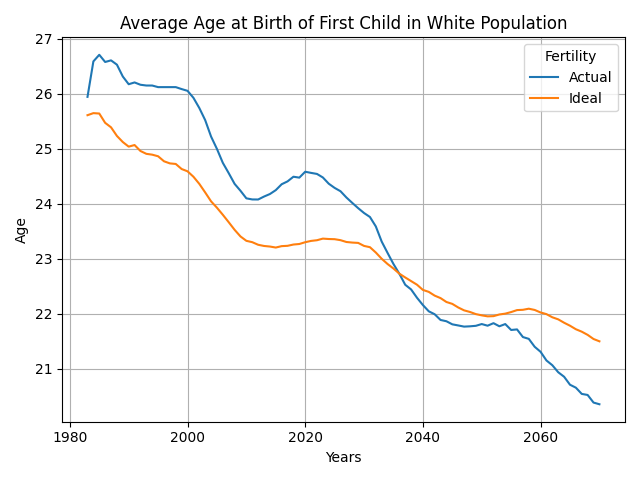 Average Age at Birth of First Child in White Population
27
26
25
24
23
22
21
Age
Fertility
Actual
Ideal
1980
2000
2020
2040
2060
Years